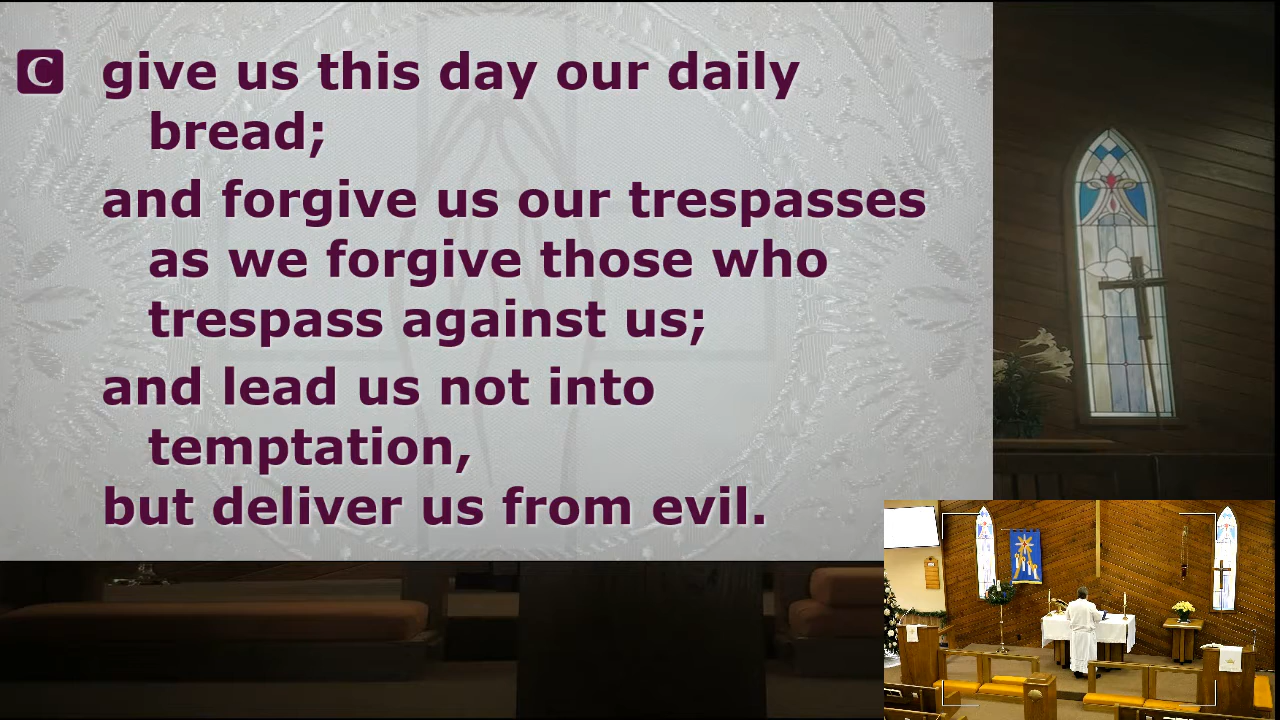 C give us this day our daily
bread;
and forgive us our trespasses
as we forgive those who
trespass against us;
and lead us not into
temptation,
but deliver us from evil.